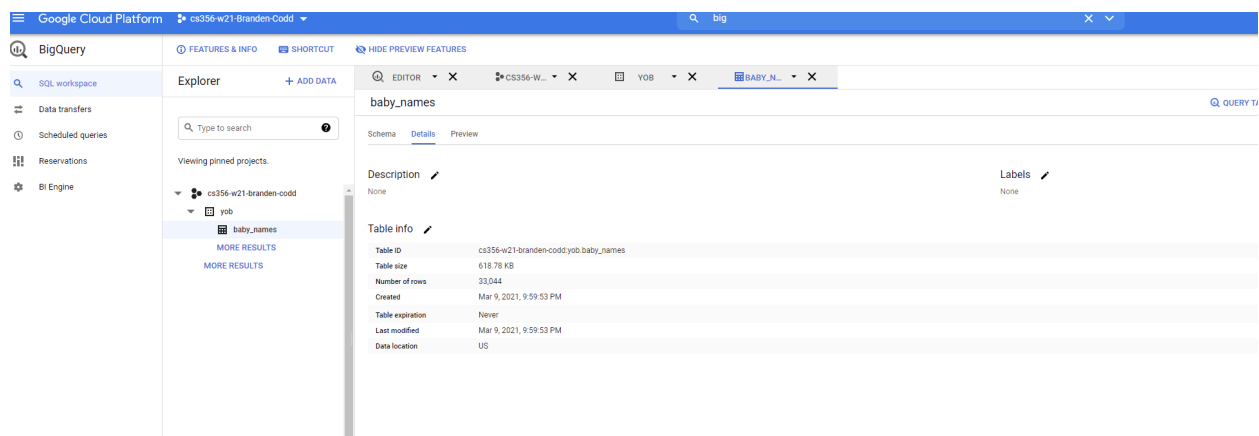 Google Cloud Platform cs356-w21-Branden-Codd big
BigQuery FEATURES & INFO SHORTCUT HIDE PREVIEW FEATURES
SQL workspace
Data transfers
Scheduled queries
Reservations
BI Engine
Explorer + ADD DATA
Type to search
Viewing pinned projects.
cs356-w21-branden-codd
yob
baby_names
MORE RESULTS
MORE RESULTS
EDITOR CS356-W... YOB BABY_N...
baby_names QUERY TA
Schema Details Preview
Description Labels
None None
Table info
Table ID cs356-w21-branden-codd:yob.baby_names
Table size 618.78 KB
Number of rows 33,044
Created Mar 9, 2021, 9:59:53 PM
Table expiration Never
Last modified Mar 9, 2021, 9:59:53 PM
Data location US